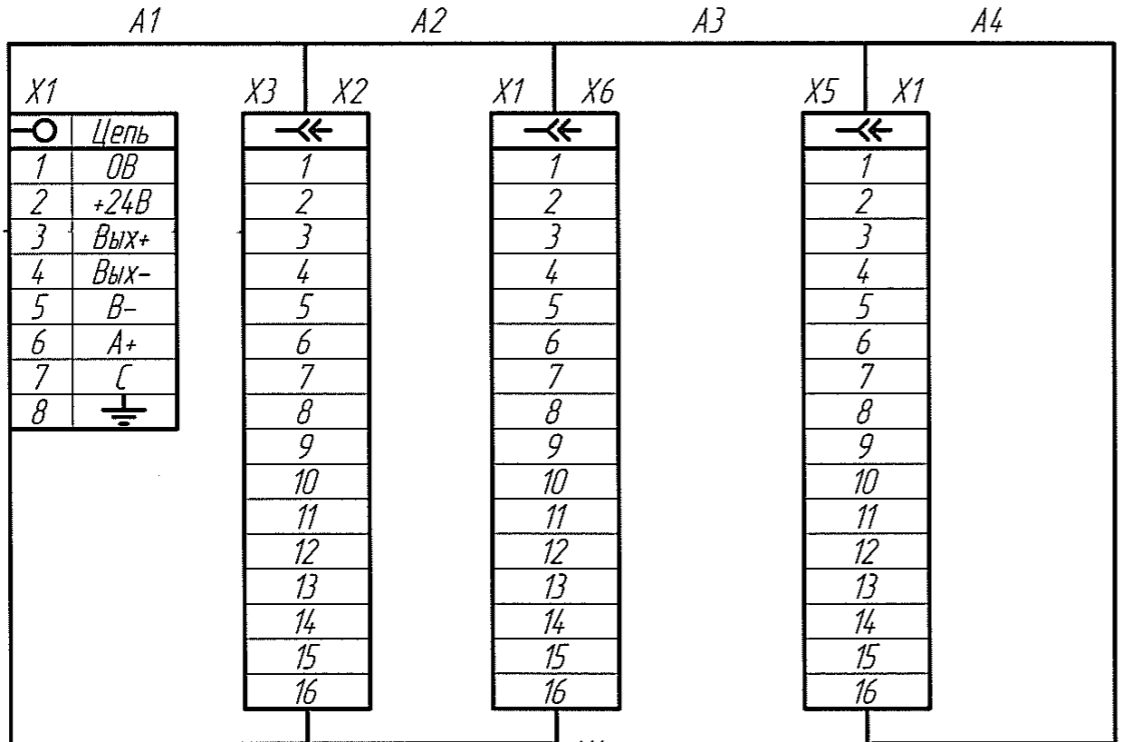 A1 A2 A3 A4
X1 X3 X2 X1 X6 X5 X1
Цепь
1 0В 1 1 1
2 +24В 2 2 2
3 Вых+ 3 3 3
4 Вых- 4 4 4
5 В- 5 5 5
6 А+ 6 6 6
7 С 7 7 7
8 8 8 8
9 9 9
10 10 10
11 11 11
12 12 12
13 13 13
14 14 14
15 15 15
16 16 16